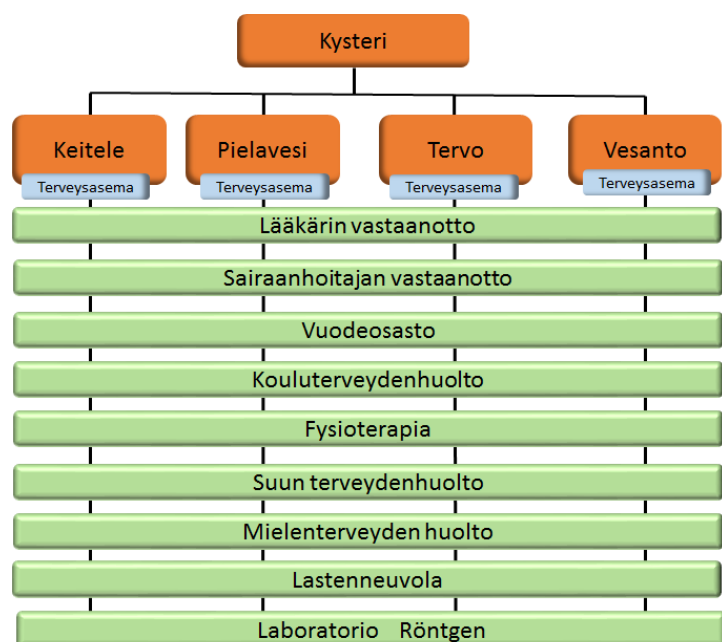 Kysteri
Keitele
Pielavesi
Tervo
Vesanto
Terveysasema
Terveysasema
Terveysasema
Terveysasema
Lääkärin vastaanotto
Sairaanhoitajan vastaanotto
Vuodeosasto
Kouluterveydenhuolto
Fysioterapia
Suun terveydenhuolto
Mielenterveyden huolto
Lastenneuvola
Laboratorio Röntgen